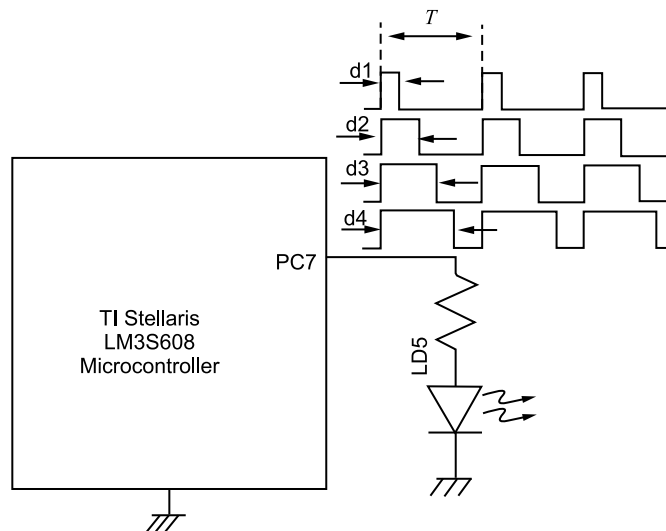 T
d1
d2
d3
d4
PC7
TI Stellaris
LM3S608
Microcontroller
LD5